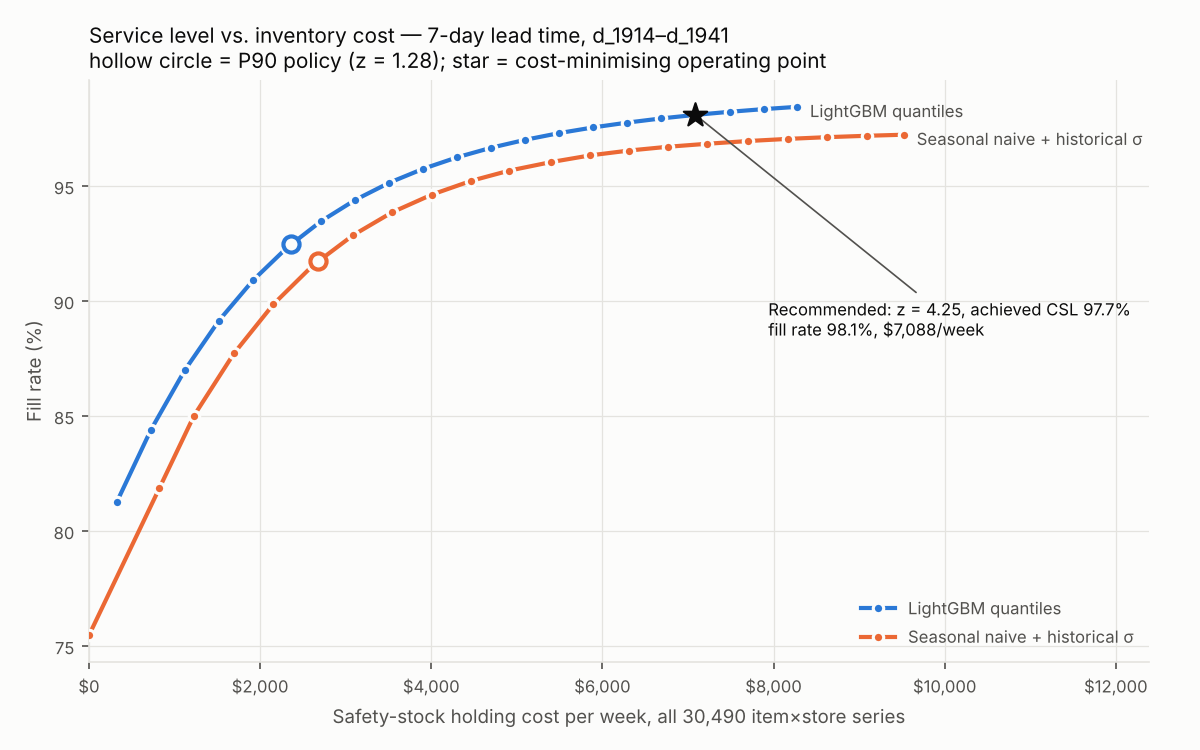 Service level vs. inventory cost — 7-day lead time, d_1914–d_1941
hollow circle = P90 policy (z = 1.28); star = cost-minimising operating point
LightGBM quantiles
Seasonal naive + historical σ
95
90
85
80
75
Fill rate (%)
Recommended: z = 4.25, achieved CSL 97.7%
fill rate 98.1%, $7,088/week
LightGBM quantiles
Seasonal naive + historical σ
$0
$2,000
$4,000
$6,000
$8,000
$10,000
$12,000
Safety-stock holding cost per week, all 30,490 item×store series